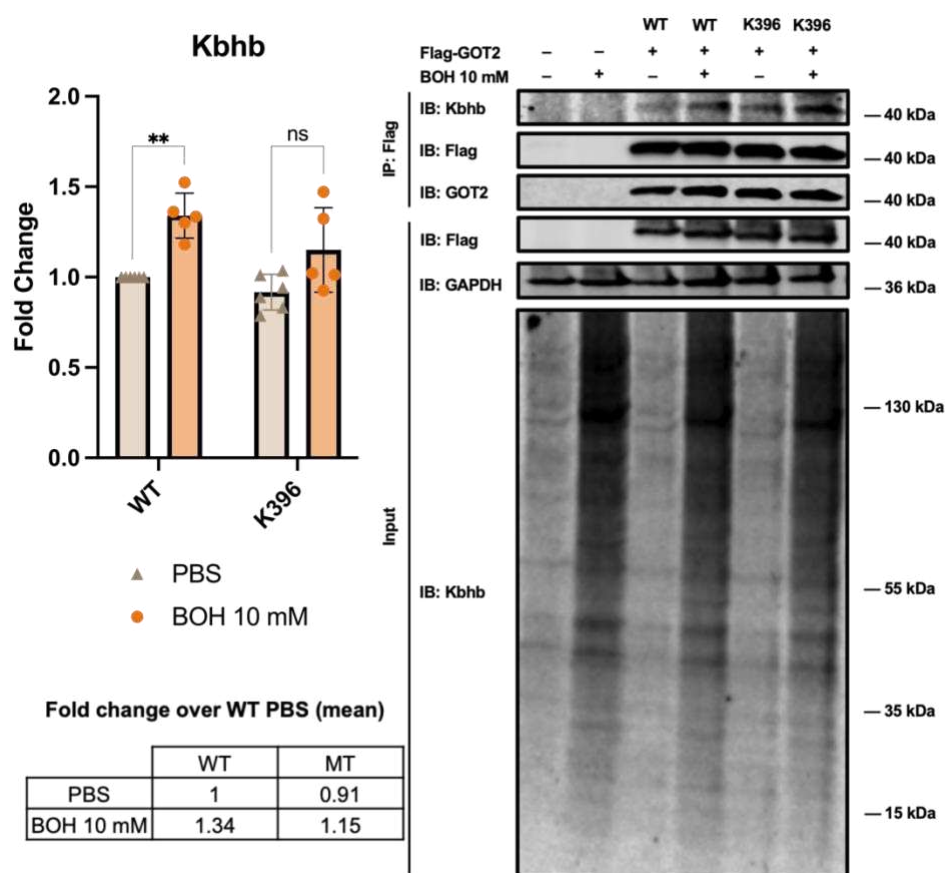 Kbhb
Fold Change
2.0
1.5
1.0
0.5
0.0
**
ns
WT
K396
PBS
BOH 10 mM
Fold change over WT PBS (mean)
WT MT
PBS 1 0.91
BOH 10 mM 1.34 1.15
WT WT K396 K396
Flag-GOT2 – – + + + +
BOH 10 mM – + – + – +
IP: Flag
IB: Kbhb — 40 kDa
IB: Flag — 40 kDa
IB: GOT2 — 40 kDa
Input
IB: Flag — 40 kDa
IB: GAPDH — 36 kDa
— 130 kDa
IB: Kbhb — 55 kDa
— 35 kDa
— 15 kDa